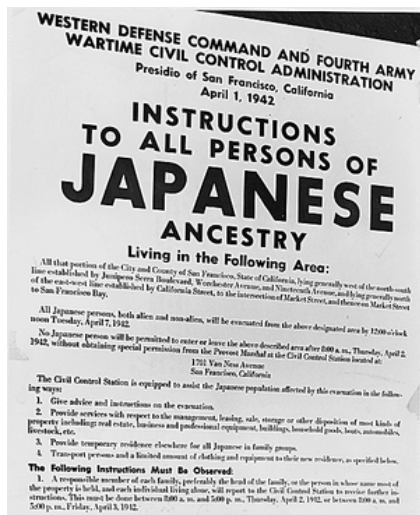 WESTERN DEFENSE COMMAND AND FOURTH ARMY
WARTIME CIVIL CONTROL ADMINISTRATION
Presidio of San Francisco, California
April 1, 1942
INSTRUCTIONS
TO ALL PERSONS OF
JAPANESE
ANCESTRY
Living in the Following Area:
All that portion of the City and County of San Francisco, State of California, lying generally west of the north-south
line established by Junipero Serra Boulevard, Worchester Avenue, and Nineteenth Avenue, and lying generally north
of the east-west line established by California Street, to the intersection of Market Street, and thence on Market Street
to San Francisco Bay.
All Japanese persons, both alien and non-alien, will be evacuated from the above designated area by 12:00 o'clock
noon Tuesday, April 7, 1942.
No Japanese person will be permitted to enter or leave the above described area after 8:00 a. m., Thursday, April 2,
1942, without obtaining special permission from the Provost Marshal at the Civil Control Station located at:
1701 Van Ness Avenue
San Francisco, California
The Civil Control Station is equipped to assist the Japanese population affected by this evacuation in the follow-
ing ways:
1. Give advice and instructions on the evacuation.
2. Provide services with respect to the management, leasing, sale, storage or other disposition of most kinds of
property including: real estate, business and professional equipment, buildings, household goods, boats, automobiles,
livestock, etc.
3. Provide temporary residence elsewhere for all Japanese in family groups.
4. Transport persons and a limited amount of clothing and equipment to their new residence, as specified below.
The Following Instructions Must Be Observed:
1. A responsible member of each family, preferably the head of the family, or the person in whose name most of
the property is held, and each individual living alone, will report to the Civil Control Station to receive further in-
structions. This must be done between 8:00 a. m. and 5:00 p. m., Thursday, April 2, 1942, or between 8:00 a. m. and
5:00 p. m., Friday, April 3, 1942.